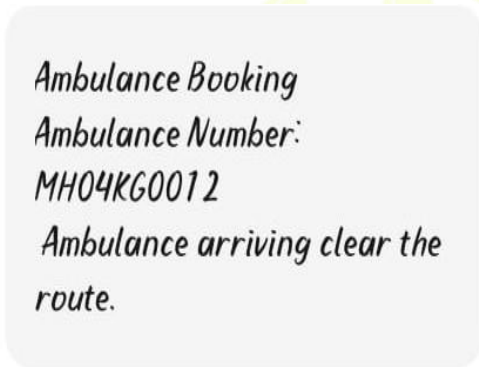 Ambulance Booking
Ambulance Number:
MH04KG0012
Ambulance arriving clear the
route.